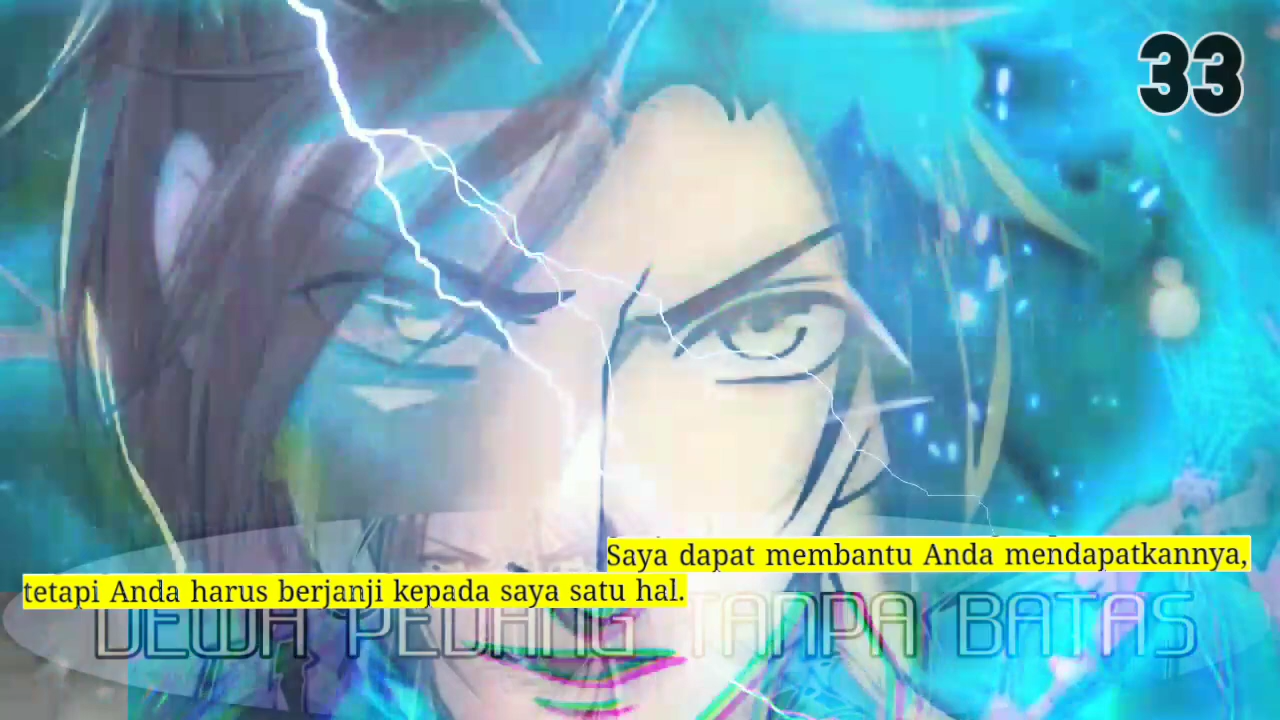 33
Saya dapat membantu Anda mendapatkannya,
tetapi Anda harus berjanji kepada saya satu hal.
DEWA PEDANG TANPA BATAS